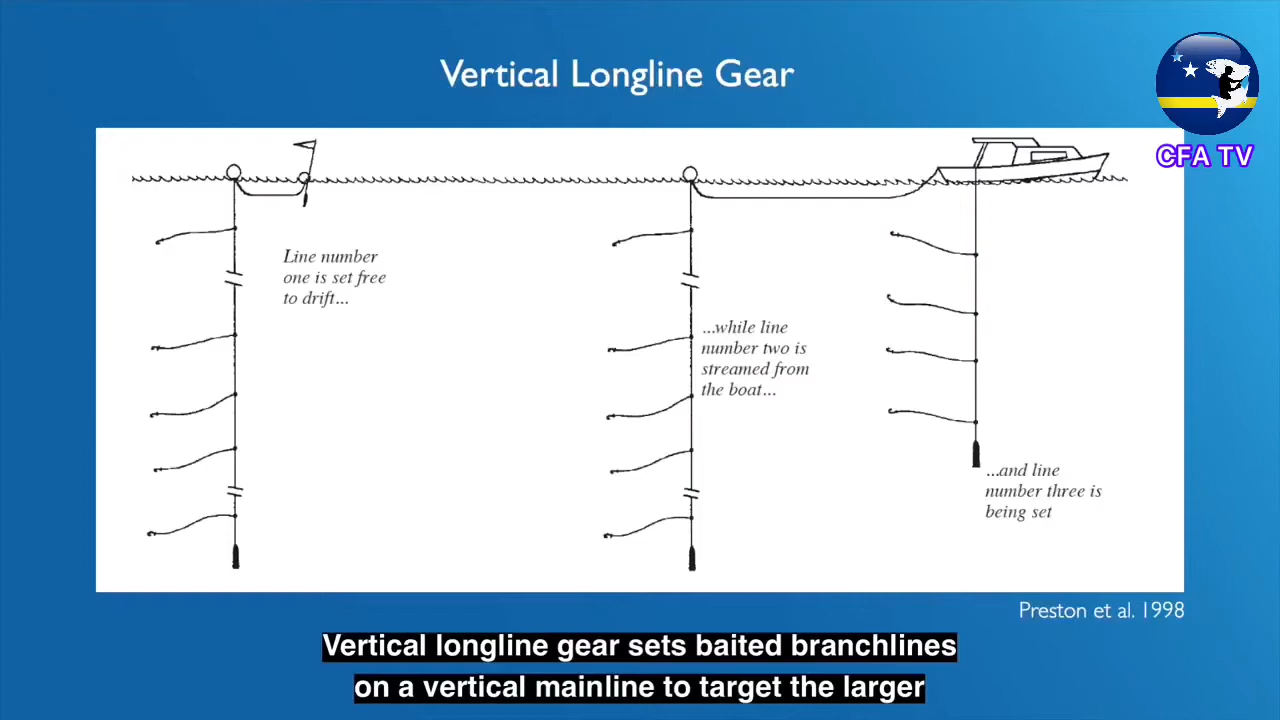 Vertical Longline Gear
CFA TV
Line number
one is set free
to drift...
...while line
number two is
streamed from
the boat...
...and line
number three is
being set
Preston et al. 1998
Vertical longline gear sets baited branchlines
on a vertical mainline to target the larger